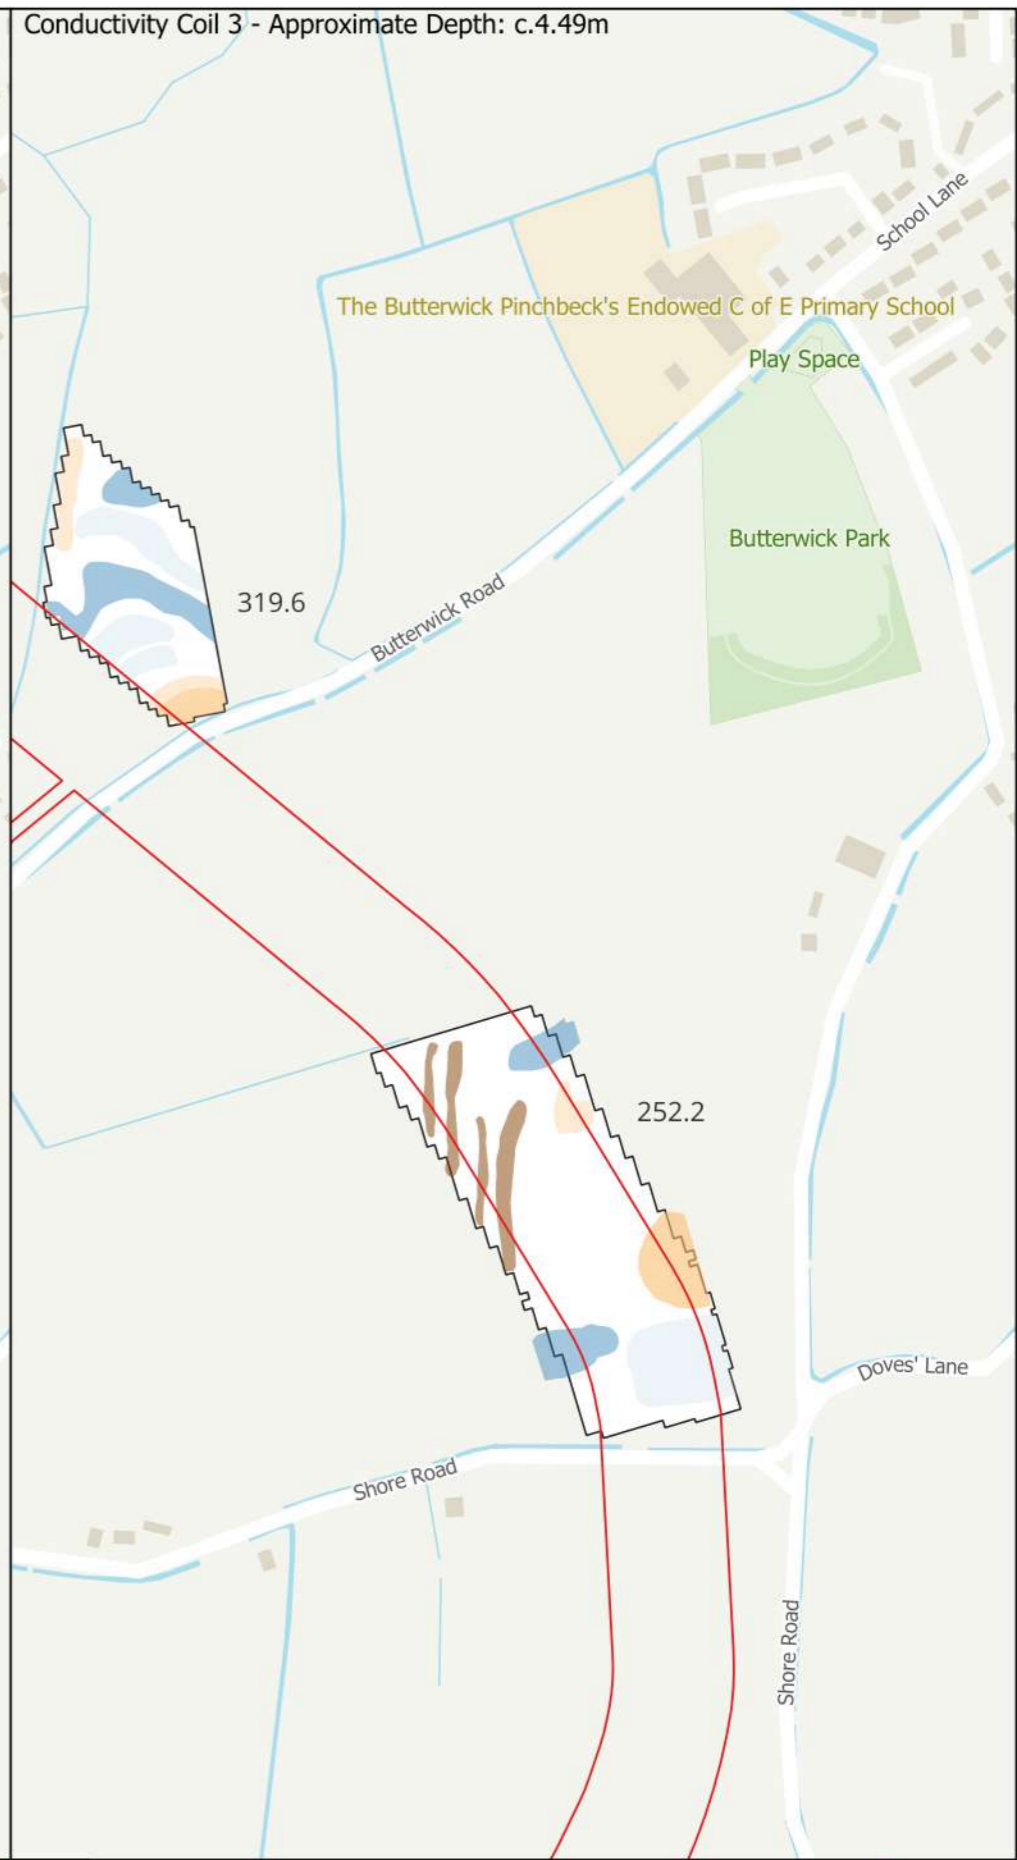 Conductivity Coil 3 - Approximate Depth: c.4.49m
School Lane
The Butterwick Pinchbeck's Endowed C of E Primary School
Play Space
Butterwick Park
319.6
Butterwick Road
252.2
Doves' Lane
Shore Road
Shore Road